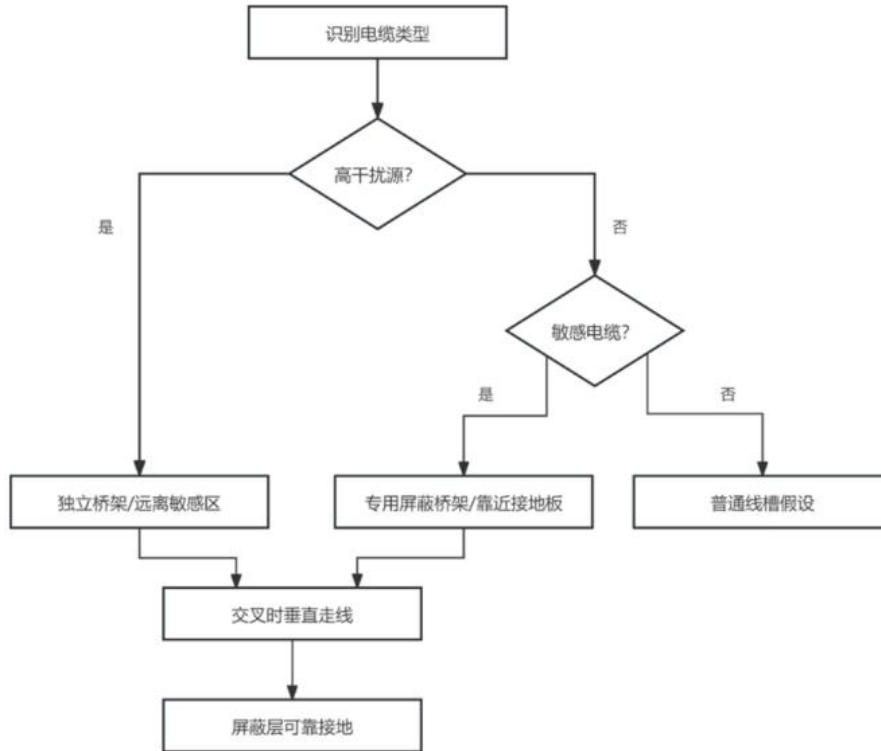 识别电缆类型
高干扰源?
是
否
敏感电缆?
是
否
独立桥架/远离敏感区
专用屏蔽桥架/靠近接地板
普通线槽假设
交叉时垂直走线
屏蔽层可靠接地